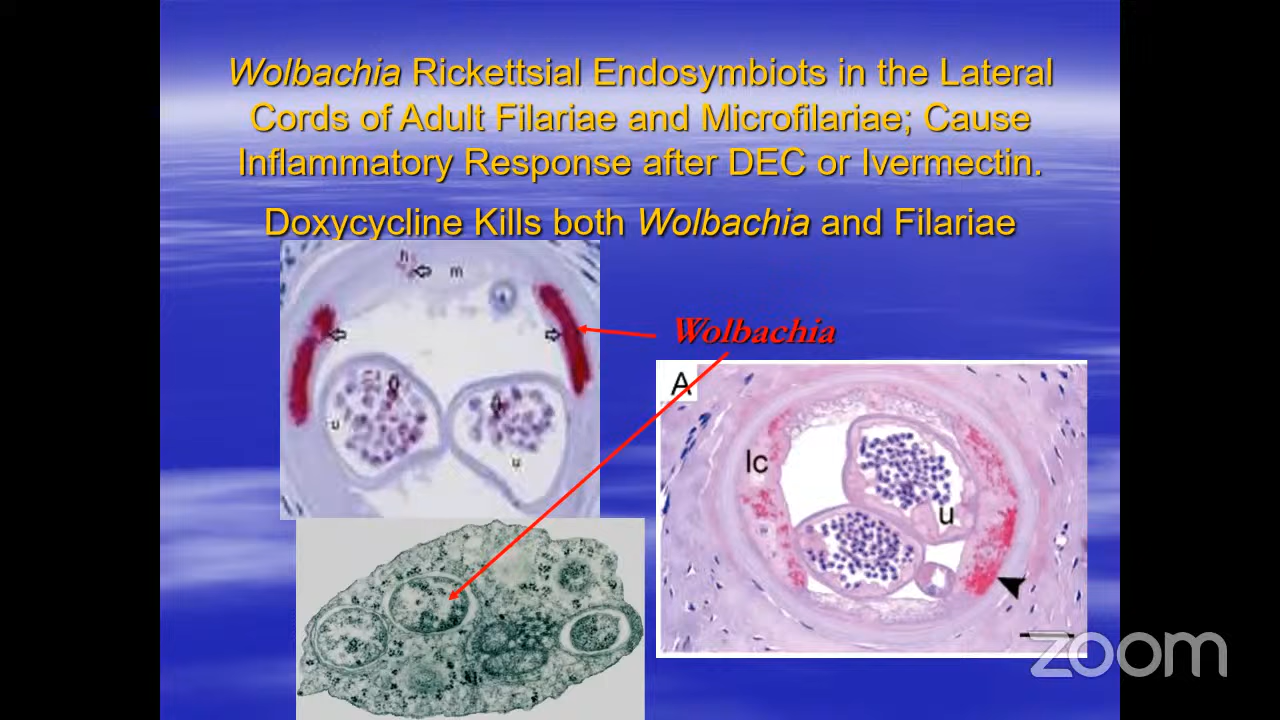 Wolbachia Rickettsial Endosymbiots in the Lateral
Cords of Adult Filariae and Microfilariae; Cause
Inflammatory Response after DEC or Ivermectin.
Doxycycline Kills both Wolbachia and Filariae
h
m
u
u
Wolbachia
A
lc
u
zoom